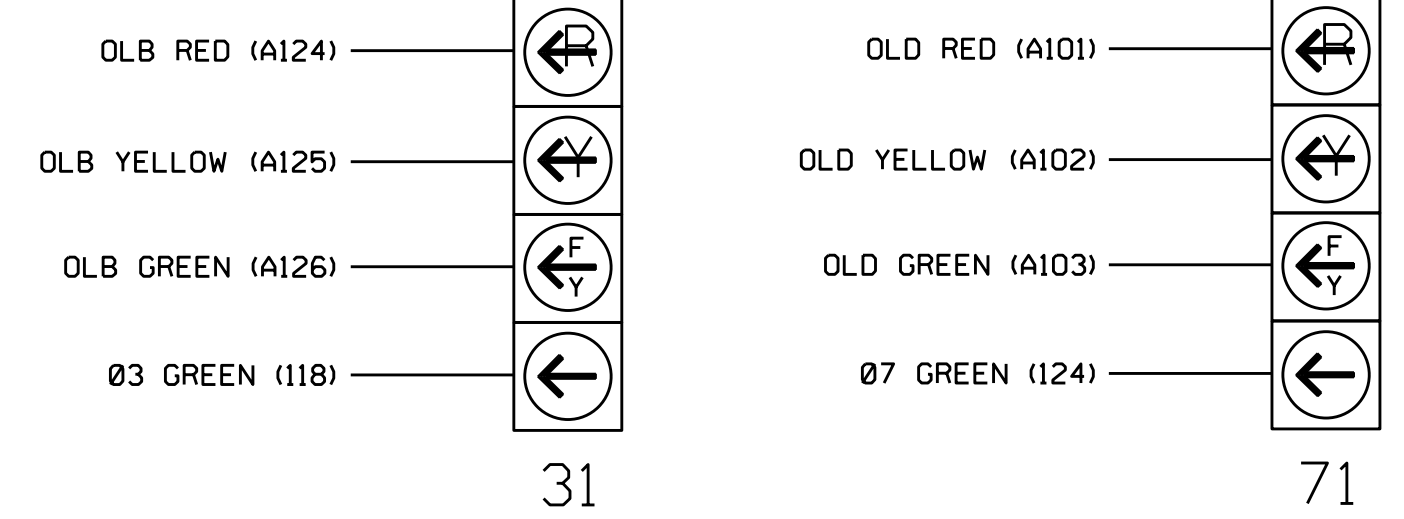 OLB RED (A124)
R
OLB YELLOW (A125)
Y
OLB GREEN (A126)
F
Y
Ø3 GREEN (118)
31
OLD RED (A101)
R
OLD YELLOW (A102)
Y
OLD GREEN (A103)
F
Y
Ø7 GREEN (124)
71